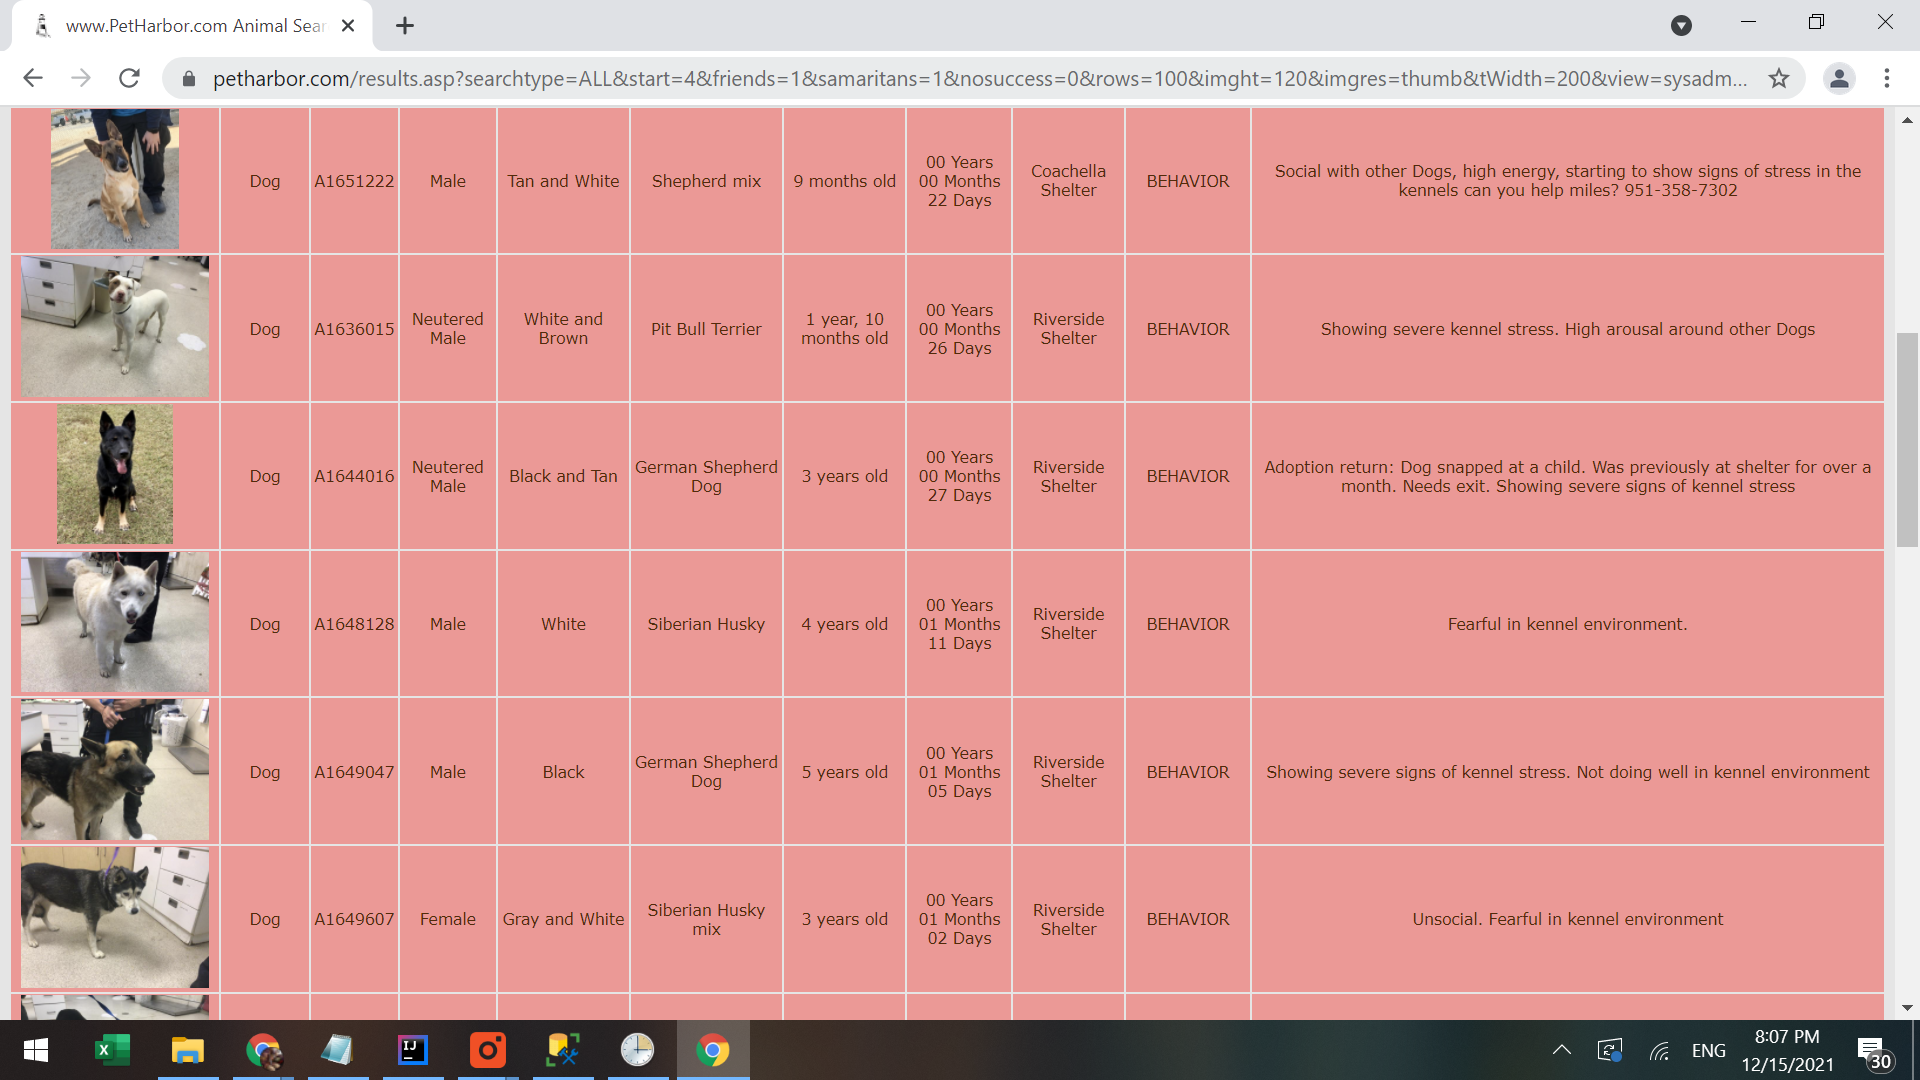 www.PetHarbor.com Animal Sear
petharbor.com/results.asp?searchtype=ALL&start=4&friends=1&samaritans=1&nosuccess=0&rows=100&imght=120&imgres=thumb&tWidth=200&view=sysadm...
Dog
A1651222
Male
Tan and White
Shepherd mix
9 months old
00 Years
00 Months
22 Days
Coachella
Shelter
BEHAVIOR
Social with other Dogs, high energy, starting to show signs of stress in the
kennels can you help miles? 951-358-7302
Dog
A1636015
Neutered
Male
White and
Brown
Pit Bull Terrier
1 year, 10
months old
00 Years
00 Months
26 Days
Riverside
Shelter
BEHAVIOR
Showing severe kennel stress. High arousal around other Dogs
Dog
A1644016
Neutered
Male
Black and Tan
German Shepherd
Dog
3 years old
00 Years
00 Months
27 Days
Riverside
Shelter
BEHAVIOR
Adoption return: Dog snapped at a child. Was previously at shelter for over a
month. Needs exit. Showing severe signs of kennel stress
Dog
A1648128
Male
White
Siberian Husky
4 years old
00 Years
01 Months
11 Days
Riverside
Shelter
BEHAVIOR
Fearful in kennel environment.
Dog
A1649047
Male
Black
German Shepherd
Dog
5 years old
00 Years
01 Months
05 Days
Riverside
Shelter
BEHAVIOR
Showing severe signs of kennel stress. Not doing well in kennel environment
Dog
A1649607
Female
Gray and White
Siberian Husky
mix
3 years old
00 Years
01 Months
02 Days
Riverside
Shelter
BEHAVIOR
Unsocial. Fearful in kennel environment
X
IJ
ENG
8:07 PM
12/15/2021
30